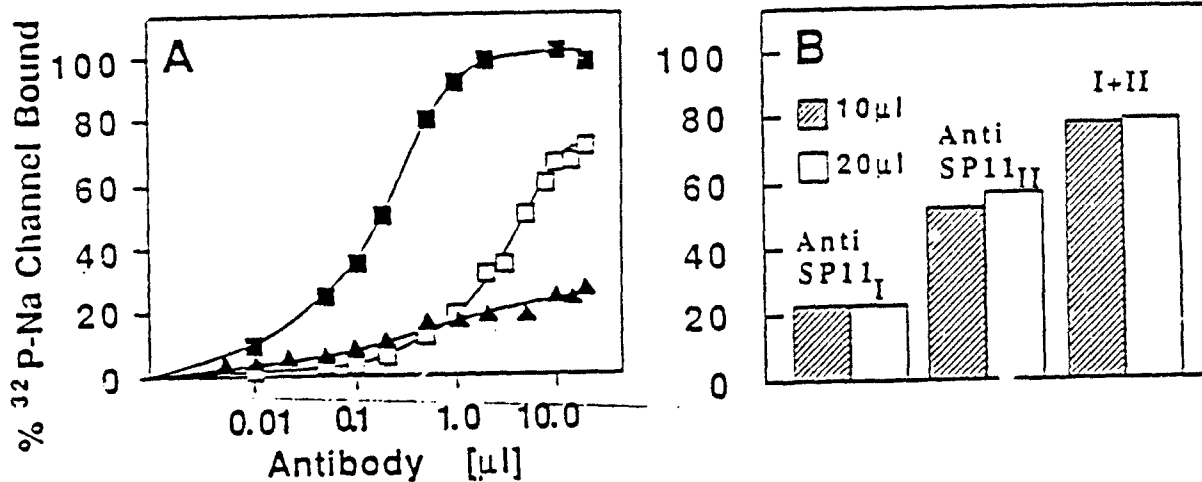 % 32 P-Na Channel Bound
A
100
80
60
40
20
0
0.01 0.1 1.0 10.0
Antibody [µl]
B
100
80
60
40
20
0
10µl
20µl
Anti
SP11I
Anti
SP11II
I+II